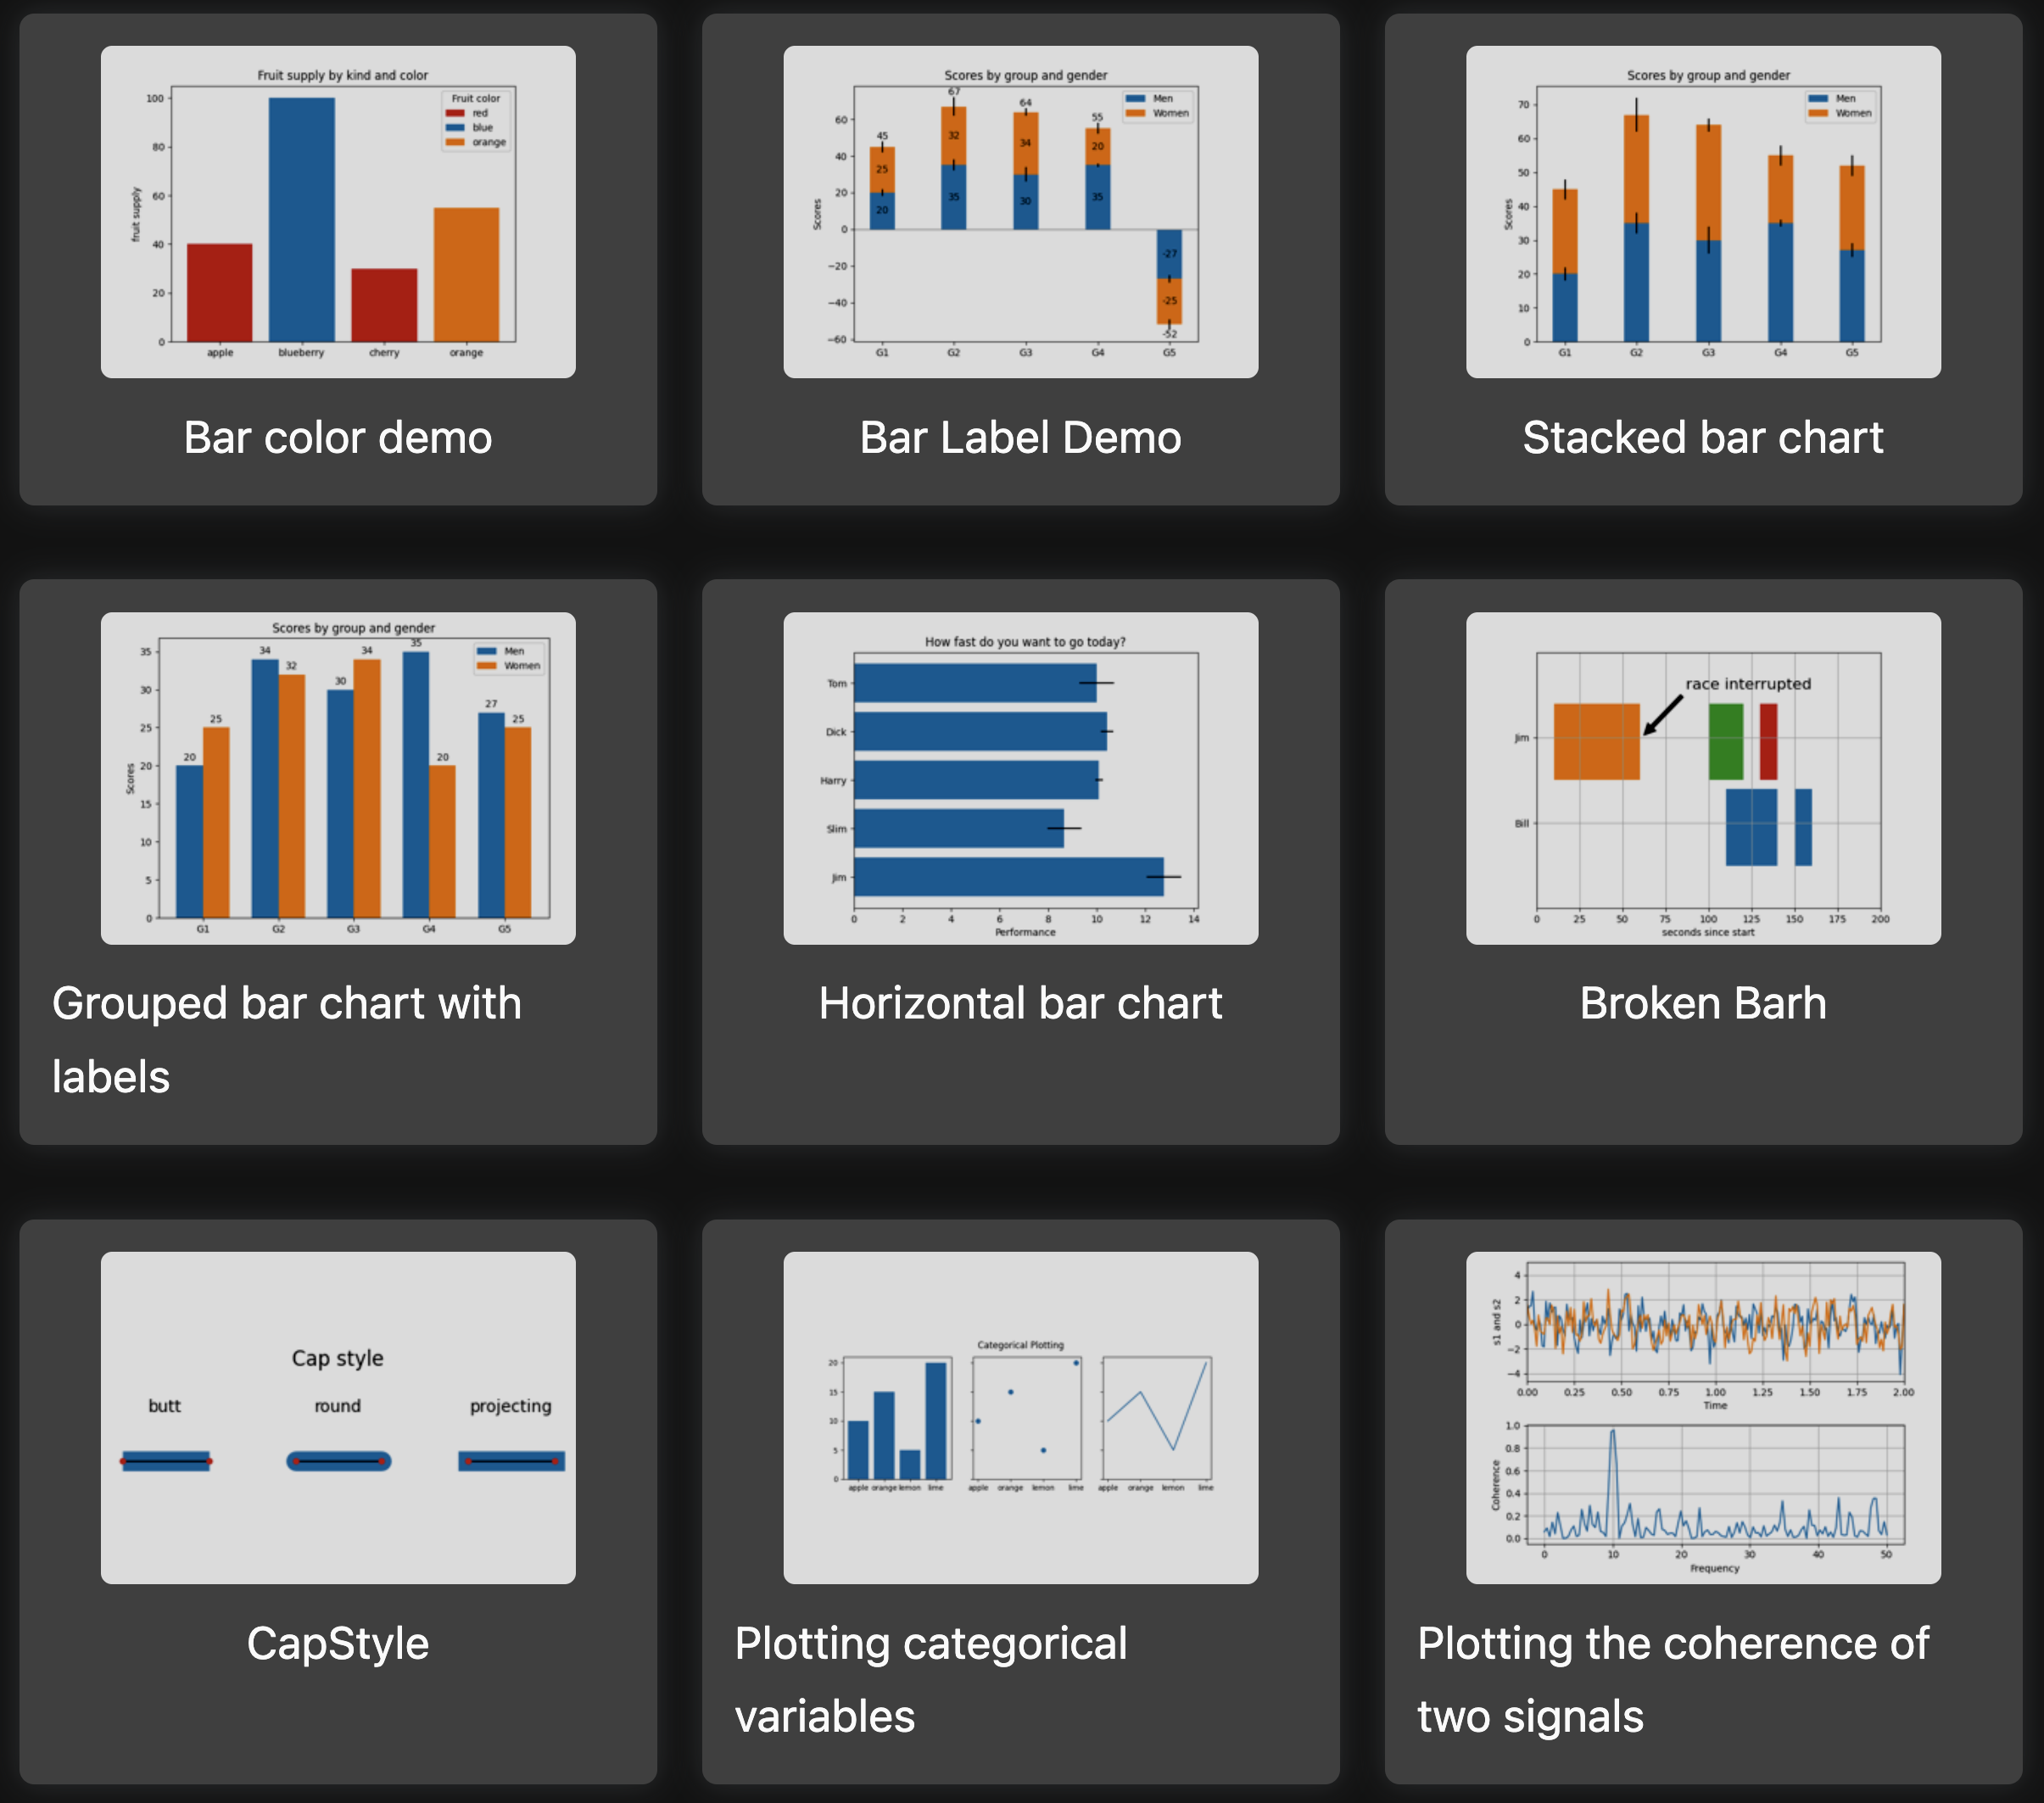 Fruit supply by kind and color
Fruit color
red
blue
orange
fruit supply
100
80
60
40
20
0
apple blueberry cherry orange
Bar color demo
Scores by group and gender
Men
Women
Scores
60
40
20
0
−20
−40
−60
45
25
20
67
32
35
64
34
30
55
20
35
-27
-25
-52
G1 G2 G3 G4 G5
Bar Label Demo
Scores by group and gender
Men
Women
Scores
70
60
50
40
30
20
10
0
G1 G2 G3 G4 G5
Stacked bar chart
Scores by group and gender
Men
Women
Scores
35
30
25
20
15
10
5
0
20 25
34 32
30 34
35 20
27 25
G1 G2 G3 G4 G5
Grouped bar chart with
labels
How fast do you want to go today?
Tom
Dick
Harry
Slim
Jim
0 2 4 6 8 10 12 14
Performance
Horizontal bar chart
race interrupted
Jim
Bill
0 25 50 75 100 125 150 175 200
seconds since start
Broken Barh
Cap style
butt round projecting
CapStyle
Categorical Plotting
20
15
10
5
0
apple orange lemon lime
apple orange lemon lime
apple orange lemon lime
Plotting categorical
variables
s1 and s2
4
2
0
−2
−4
0.00 0.25 0.50 0.75 1.00 1.25 1.50 1.75 2.00
Time
Coherence
1.0
0.8
0.6
0.4
0.2
0.0
0 10 20 30 40 50
Frequency
Plotting the coherence of
two signals